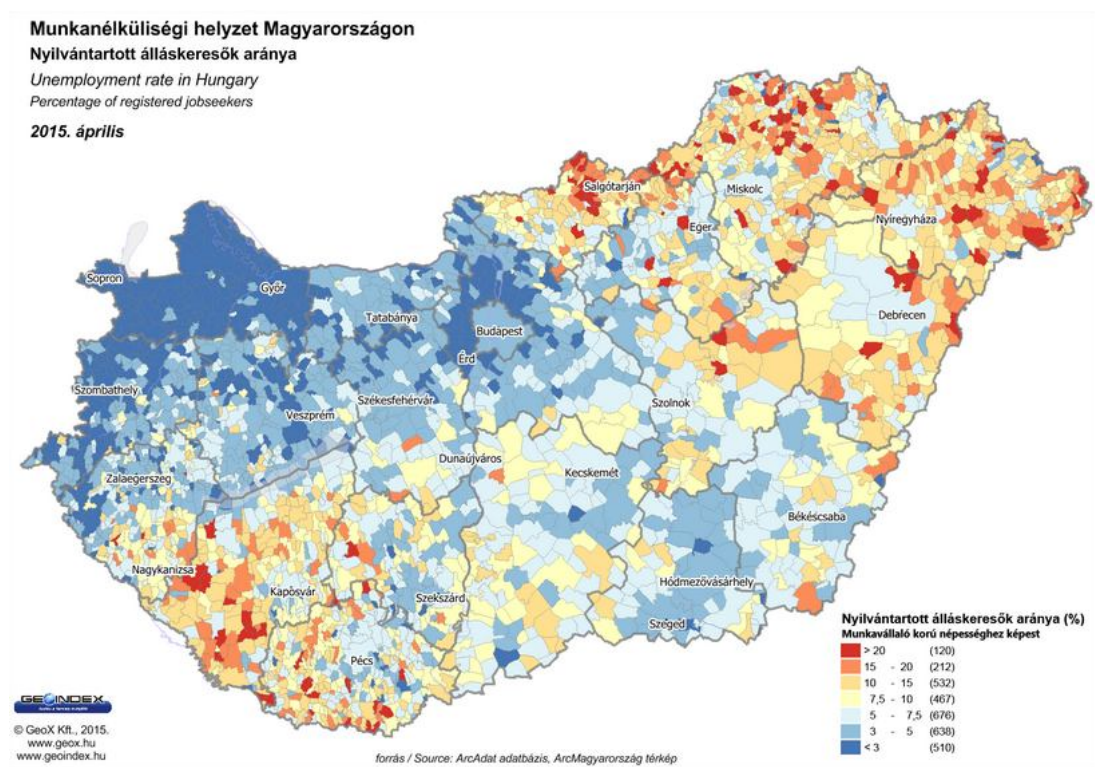 Munkanélküliségi helyzet Magyarországon
Nyilvántartott álláskeresők aránya
Unemployment rate in Hungary
Percentage of registered jobseekers
2015. április
Salgótarján
Miskolc
Nyíregyháza
Eger
Sopron
Győr
Tatabánya
Budapest
Debrecen
Érd
Szombathely
Székesfehérvár
Veszprém
Szolnok
Dunaújváros
Kecskemét
Zalaegerszeg
Békéscsaba
Nagykanizsa
Kaposvár
Hódmezővásárhely
Szekszárd
Szeged
Pécs
Nyilvántartott álláskeresők aránya (%)
Munkavállaló korú népességhez képest
> 20 (120)
15 - 20 (212)
10 - 15 (532)
7,5 - 10 (467)
5 - 7,5 (676)
3 - 5 (638)
< 3 (510)
GEOINDEX
© GeoX Kft., 2015.
www.geox.hu
www.geoindex.hu
forrás / Source: ArcAdat adatbázis, ArcMagyarország térkép